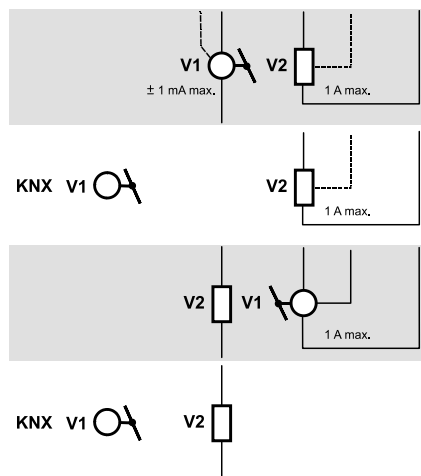 V1 V2
± 1 mA max. 1 A max.
KNX V1 V2
1 A max.
V2 V1
1 A max.
KNX V1 V2